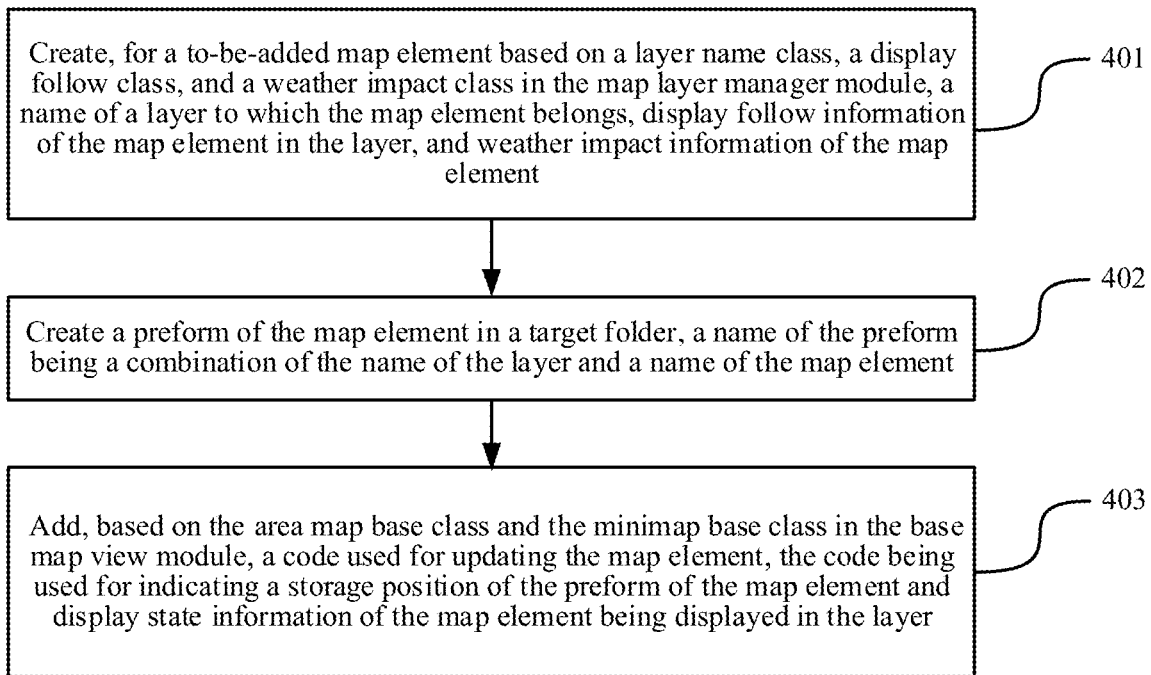 Create, for a to-be-added map element based on a layer name class, a display
follow class, and a weather impact class in the map layer manager module, a
name of a layer to which the map element belongs, display follow information
of the map element in the layer, and weather impact information of the map
element
401
Create a preform of the map element in a target folder, a name of the preform
being a combination of the name of the layer and a name of the map element
402
Add, based on the area map base class and the minimap base class in the base
map view module, a code used for updating the map element, the code being
used for indicating a storage position of the preform of the map element and
display state information of the map element being displayed in the layer
403